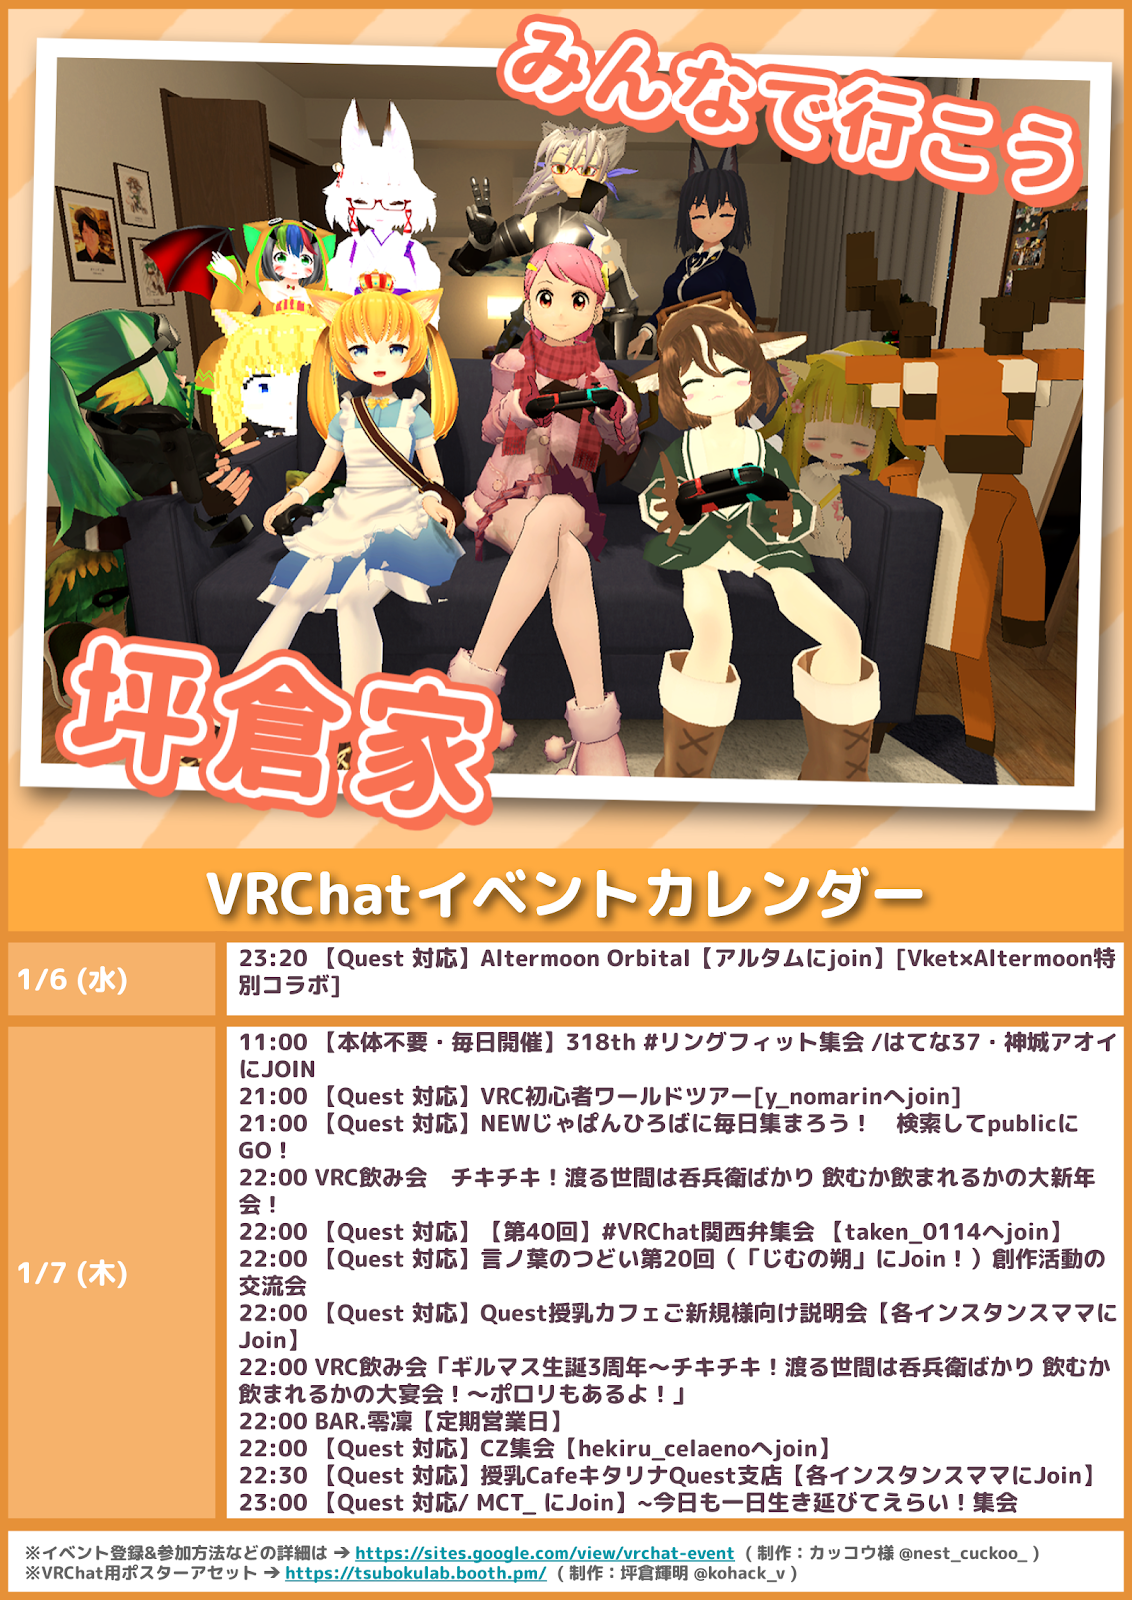 みんなで行こう
坪倉家
VRChatイベントカレンダー
1/6 (水)
23:20 【Quest 対応】Altermoon Orbital【アルタムにjoin】[Vket×Altermoon特
別コラボ]
1/7 (木)
11:00 【本体不要・毎日開催】318th #リングフィット集会 /はてな37・神城アオイ
にJOIN
21:00 【Quest 対応】VRC初心者ワールドツアー[y_nomarinへjoin]
21:00 【Quest 対応】NEWじゃぱんひろばに毎日集まろう！　検索してpublicに
GO！
22:00 VRC飲み会　チキチキ！渡る世間は呑兵衛ばかり 飲むか飲まれるかの大新年
会！
22:00 【Quest 対応】【第40回】#VRChat関西弁集会 【taken_0114へjoin】
22:00 【Quest 対応】言ノ葉のつどい第20回（「じむの朔」にJoin！）創作活動の
交流会
22:00 【Quest 対応】Quest授乳カフェご新規様向け説明会【各インスタンスママに
Join】
22:00 VRC飲み会「ギルマス生誕3周年～チキチキ！渡る世間は呑兵衛ばかり 飲むか
飲まれるかの大宴会！～ポロリもあるよ！」
22:00 BAR.零凜【定期営業日】
22:00 【Quest 対応】CZ集会【hekiru_celaenoへjoin】
22:30 【Quest 対応】授乳CafeキタリナQuest支店【各インスタンスママにJoin】
23:00 【Quest 対応/ MCT_ にJoin】~今日も一日生き延びてえらい！集会
※イベント登録&参加方法などの詳細は → https://sites.google.com/view/vrchat-event ( 制作：カッコウ様 @nest_cuckoo_ )
※VRChat用ポスターアセット → https://tsubokulab.booth.pm/ ( 制作：坪倉輝明 @kohack_v )